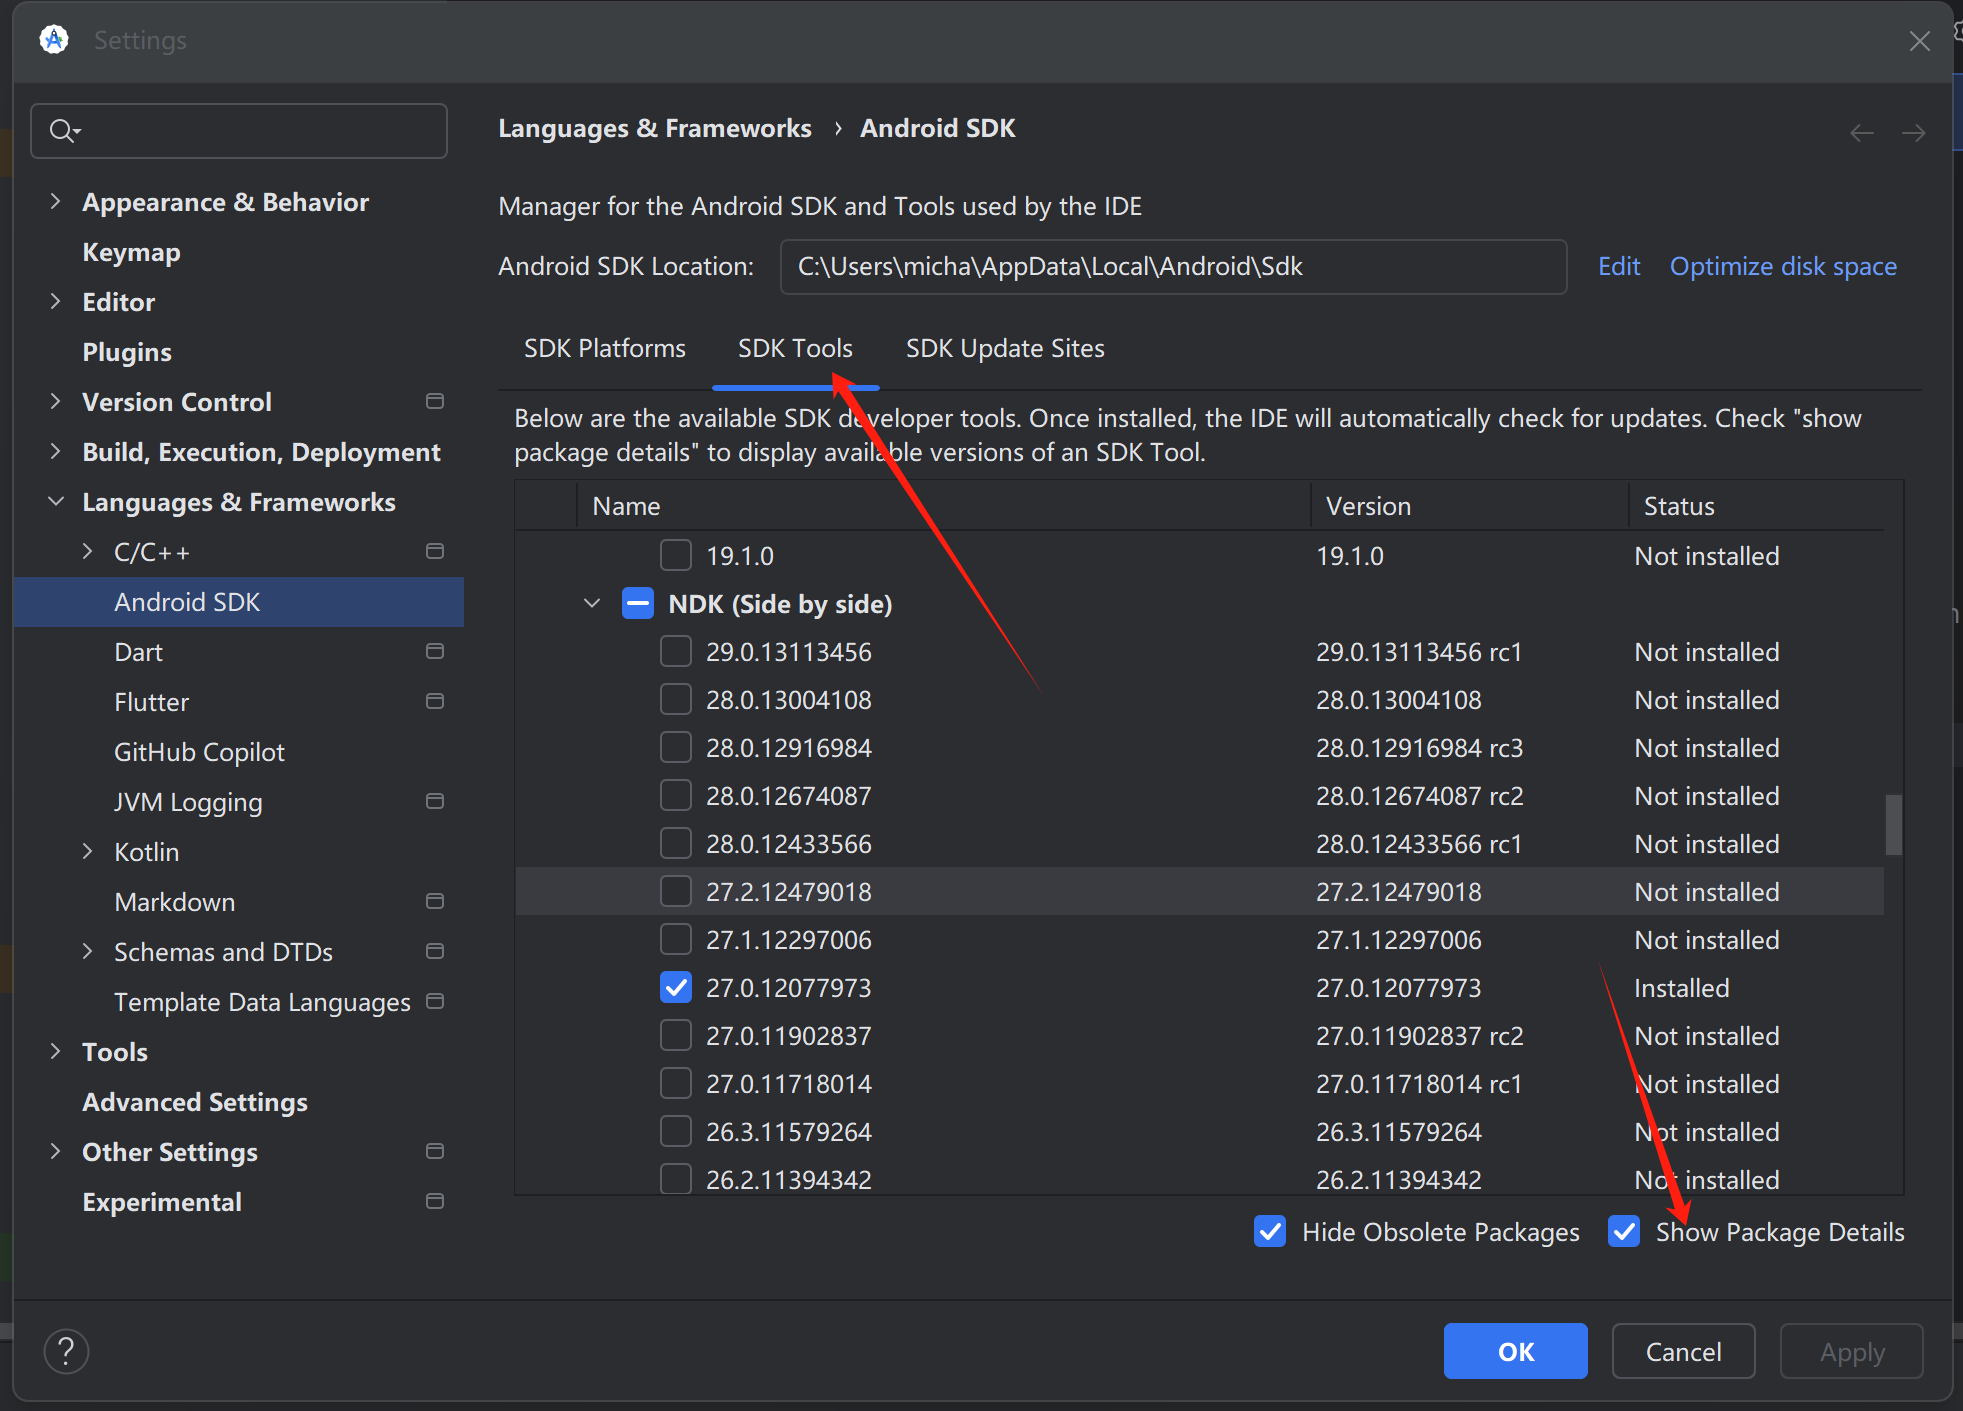 Settings
Languages & Frameworks › Android SDK
Appearance & Behavior
Keymap
Editor
Plugins
Version Control
Build, Execution, Deployment
Languages & Frameworks
C/C++
Android SDK
Dart
Flutter
GitHub Copilot
JVM Logging
Kotlin
Markdown
Schemas and DTDs
Template Data Languages
Tools
Advanced Settings
Other Settings
Experimental
Manager for the Android SDK and Tools used by the IDE
Android SDK Location: C:\Users\micha\AppData\Local\Android\Sdk Edit Optimize disk space
SDK Platforms SDK Tools SDK Update Sites
Below are the available SDK developer tools. Once installed, the IDE will automatically check for updates. Check "show
package details" to display available versions of an SDK Tool.
Name Version Status
19.1.0 19.1.0 Not installed
NDK (Side by side)
29.0.13113456 29.0.13113456 rc1 Not installed
28.0.13004108 28.0.13004108 Not installed
28.0.12916984 28.0.12916984 rc3 Not installed
28.0.12674087 28.0.12674087 rc2 Not installed
28.0.12433566 28.0.12433566 rc1 Not installed
27.2.12479018 27.2.12479018 Not installed
27.1.12297006 27.1.12297006 Not installed
27.0.12077973 27.0.12077973 Installed
27.0.11902837 27.0.11902837 rc2 Not installed
27.0.11718014 27.0.11718014 rc1 Not installed
26.3.11579264 26.3.11579264 Not installed
26.2.11394342 26.2.11394342 Not installed
Hide Obsolete Packages Show Package Details
? OK Cancel Apply